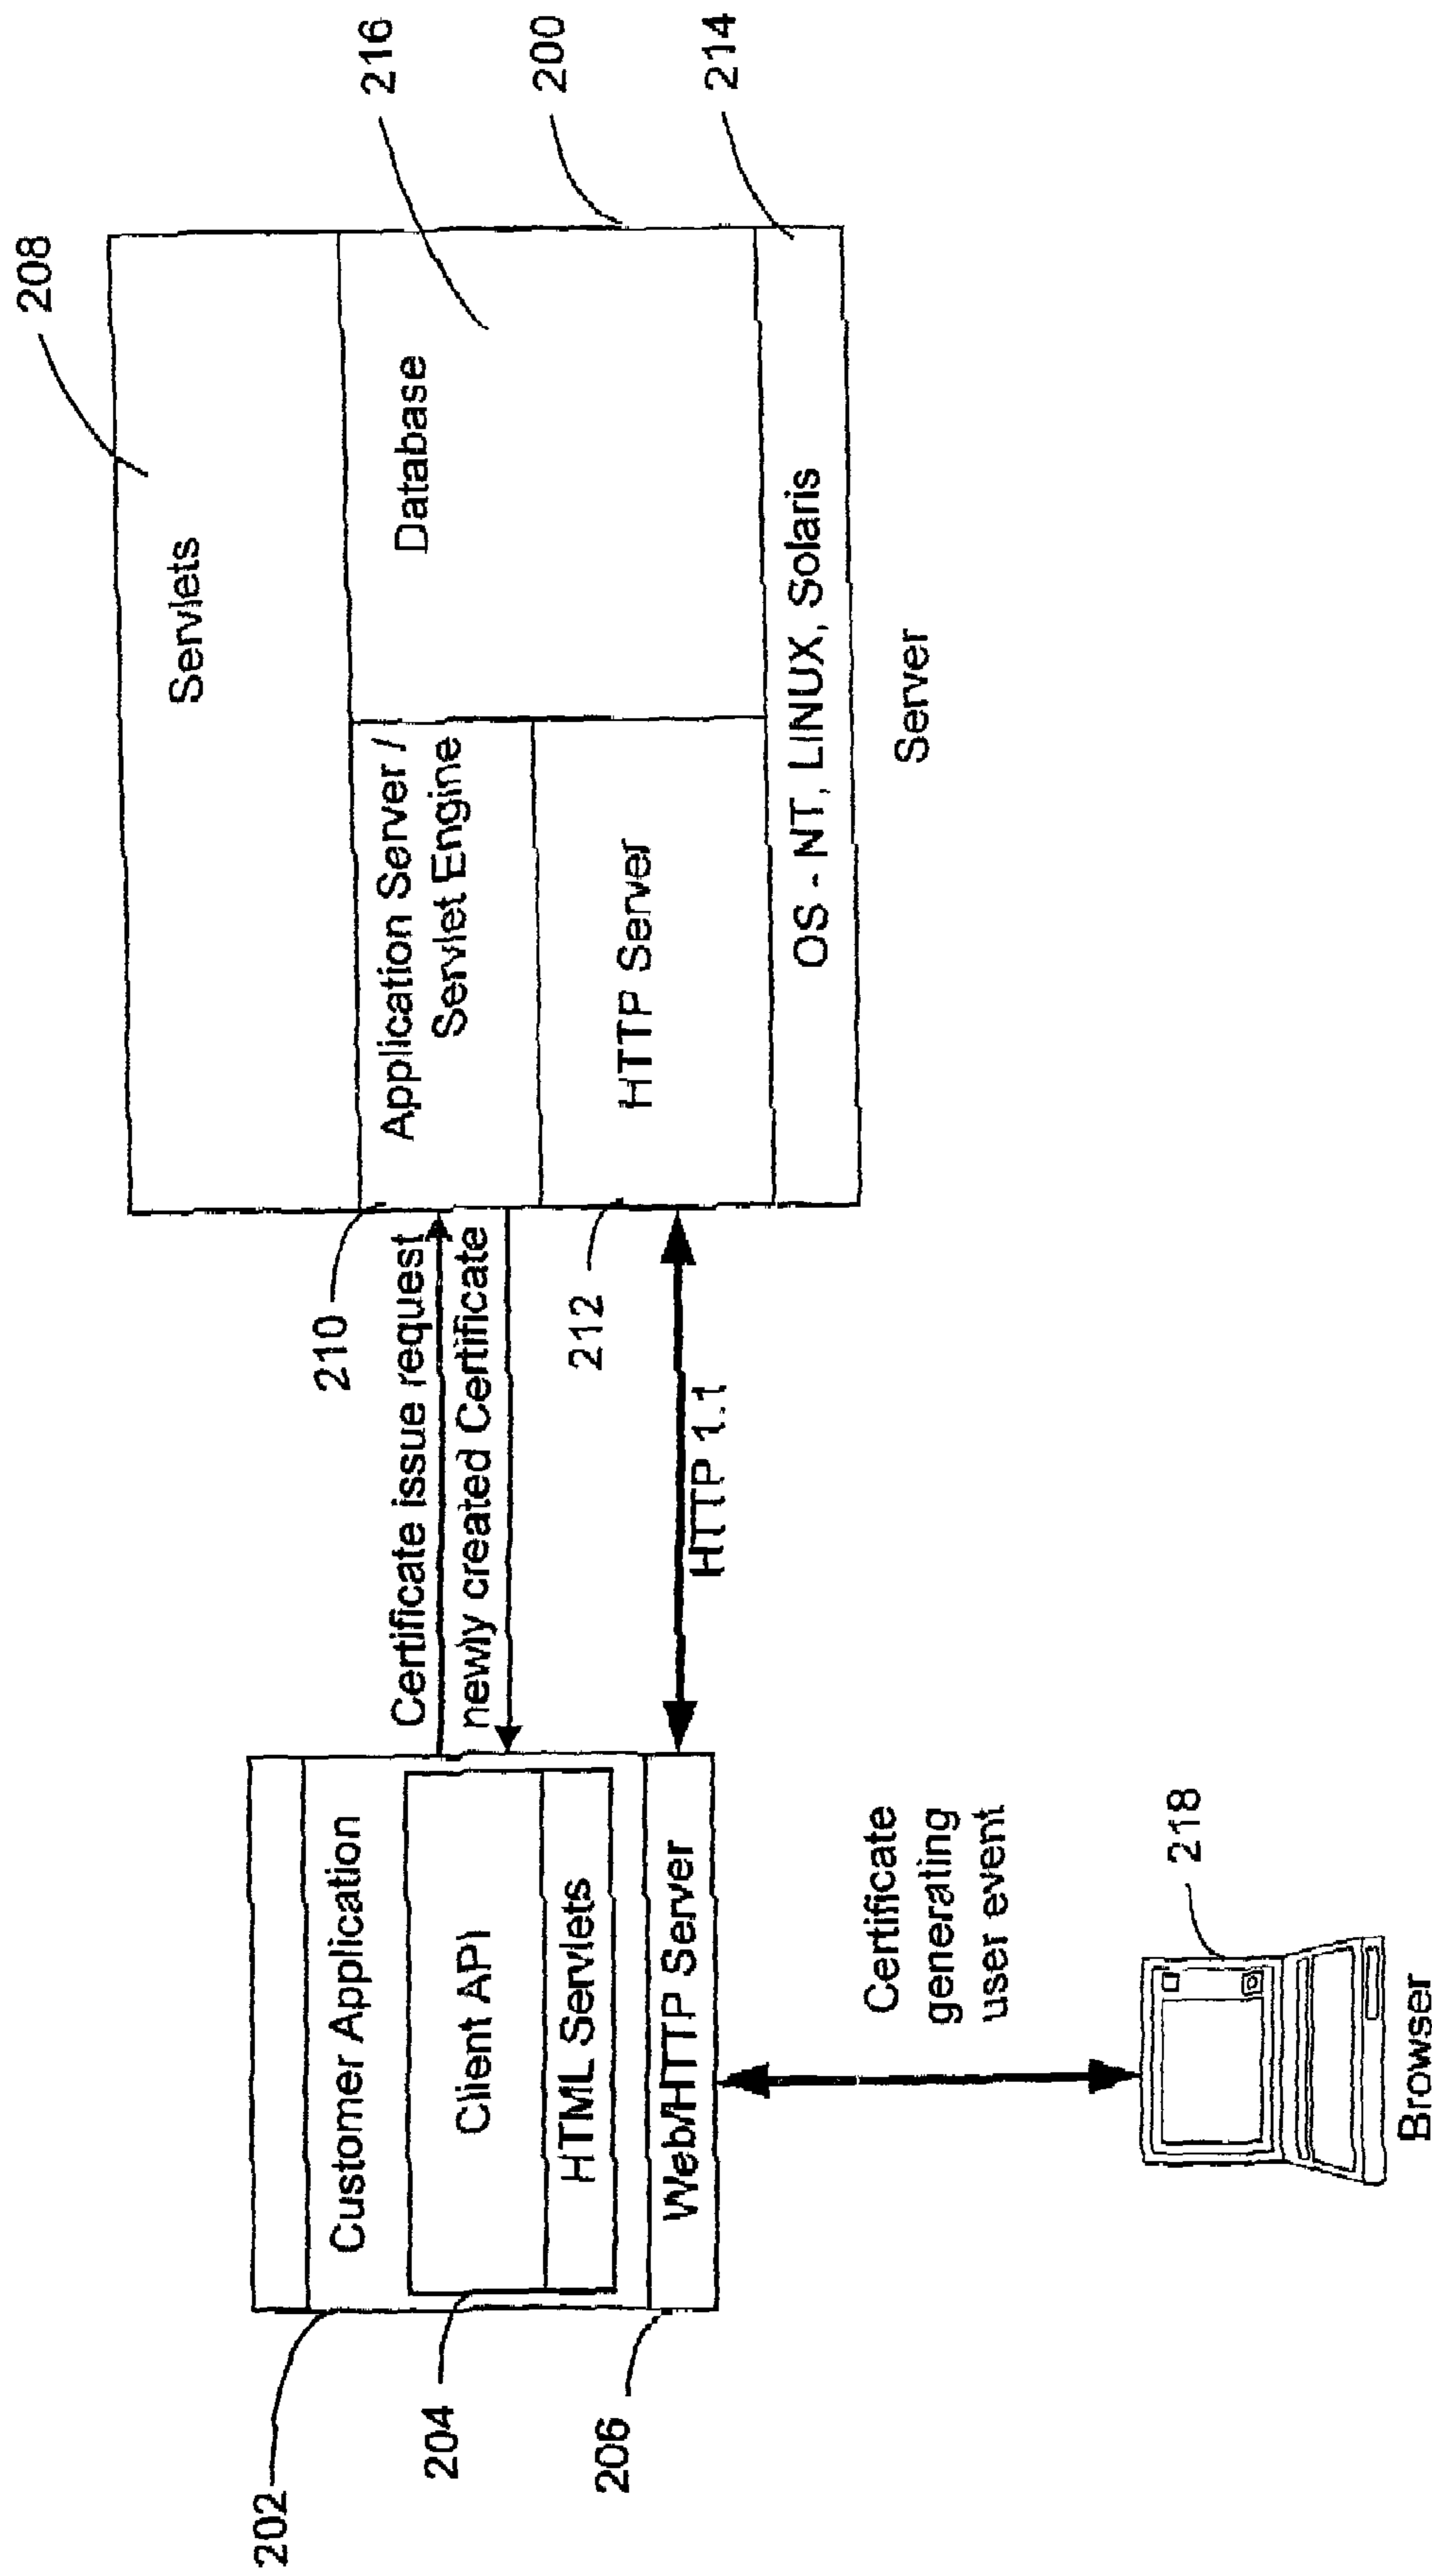 208
216
200
214
Servlets
Database
Application Server /
Servlet Engine
HTTP Server
OS - NT, LINUX, Solaris
Server
210
212
Certificate issue request
newly created Certificate
HTTP 1.1
Customer Application
Client API
HTML Servlets
Web/HTTP Server
202
204
206
Certificate
generating
user event
218
Browser